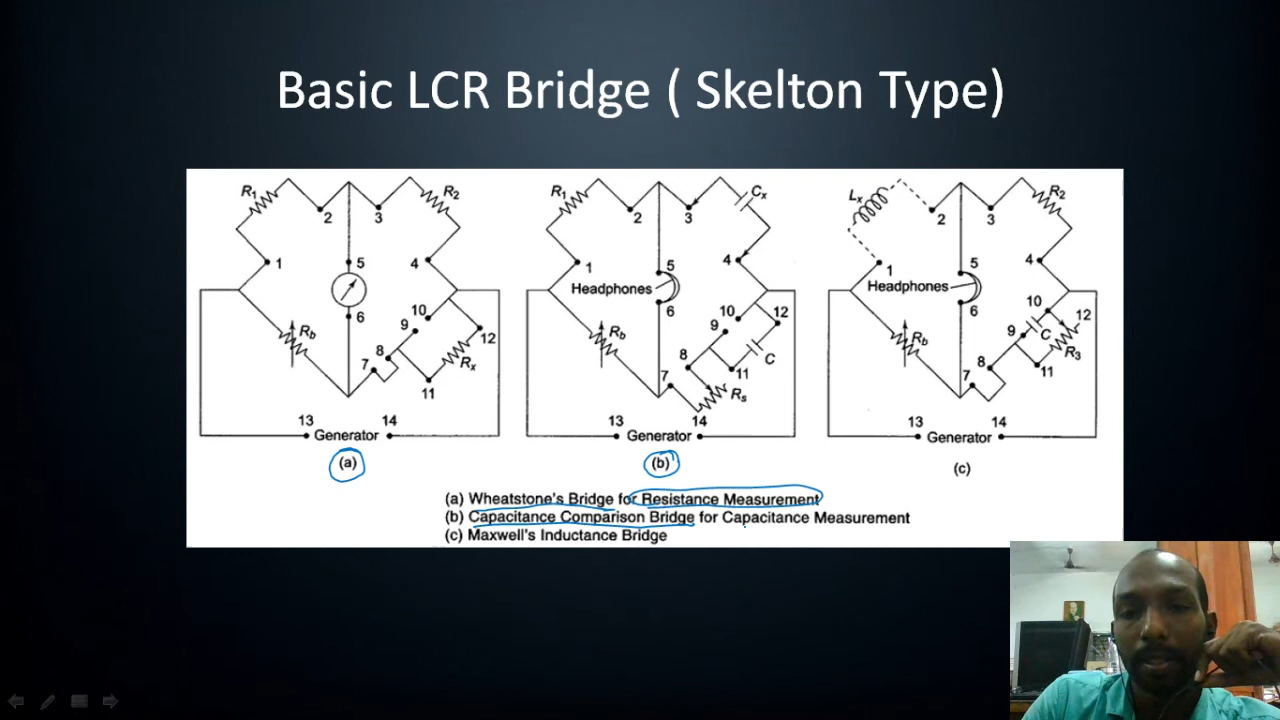 Basic LCR Bridge ( Skelton Type)
R1
2
3
R2
1
5
4
6
Rb
7
8
9
10
12
Rx
11
13
14
Generator
(a)
R1
2
3
Cx
1
5
4
Headphones
6
Rb
7
8
9
10
12
C
11
Rs
13
14
Generator
(b)
Lx
2
3
R2
1
5
4
Headphones
6
Rb
7
8
9
10
12
C
R3
11
13
14
Generator
(c)
(a) Wheatstone's Bridge for Resistance Measurement
(b) Capacitance Comparison Bridge for Capacitance Measurement
(c) Maxwell's Inductance Bridge